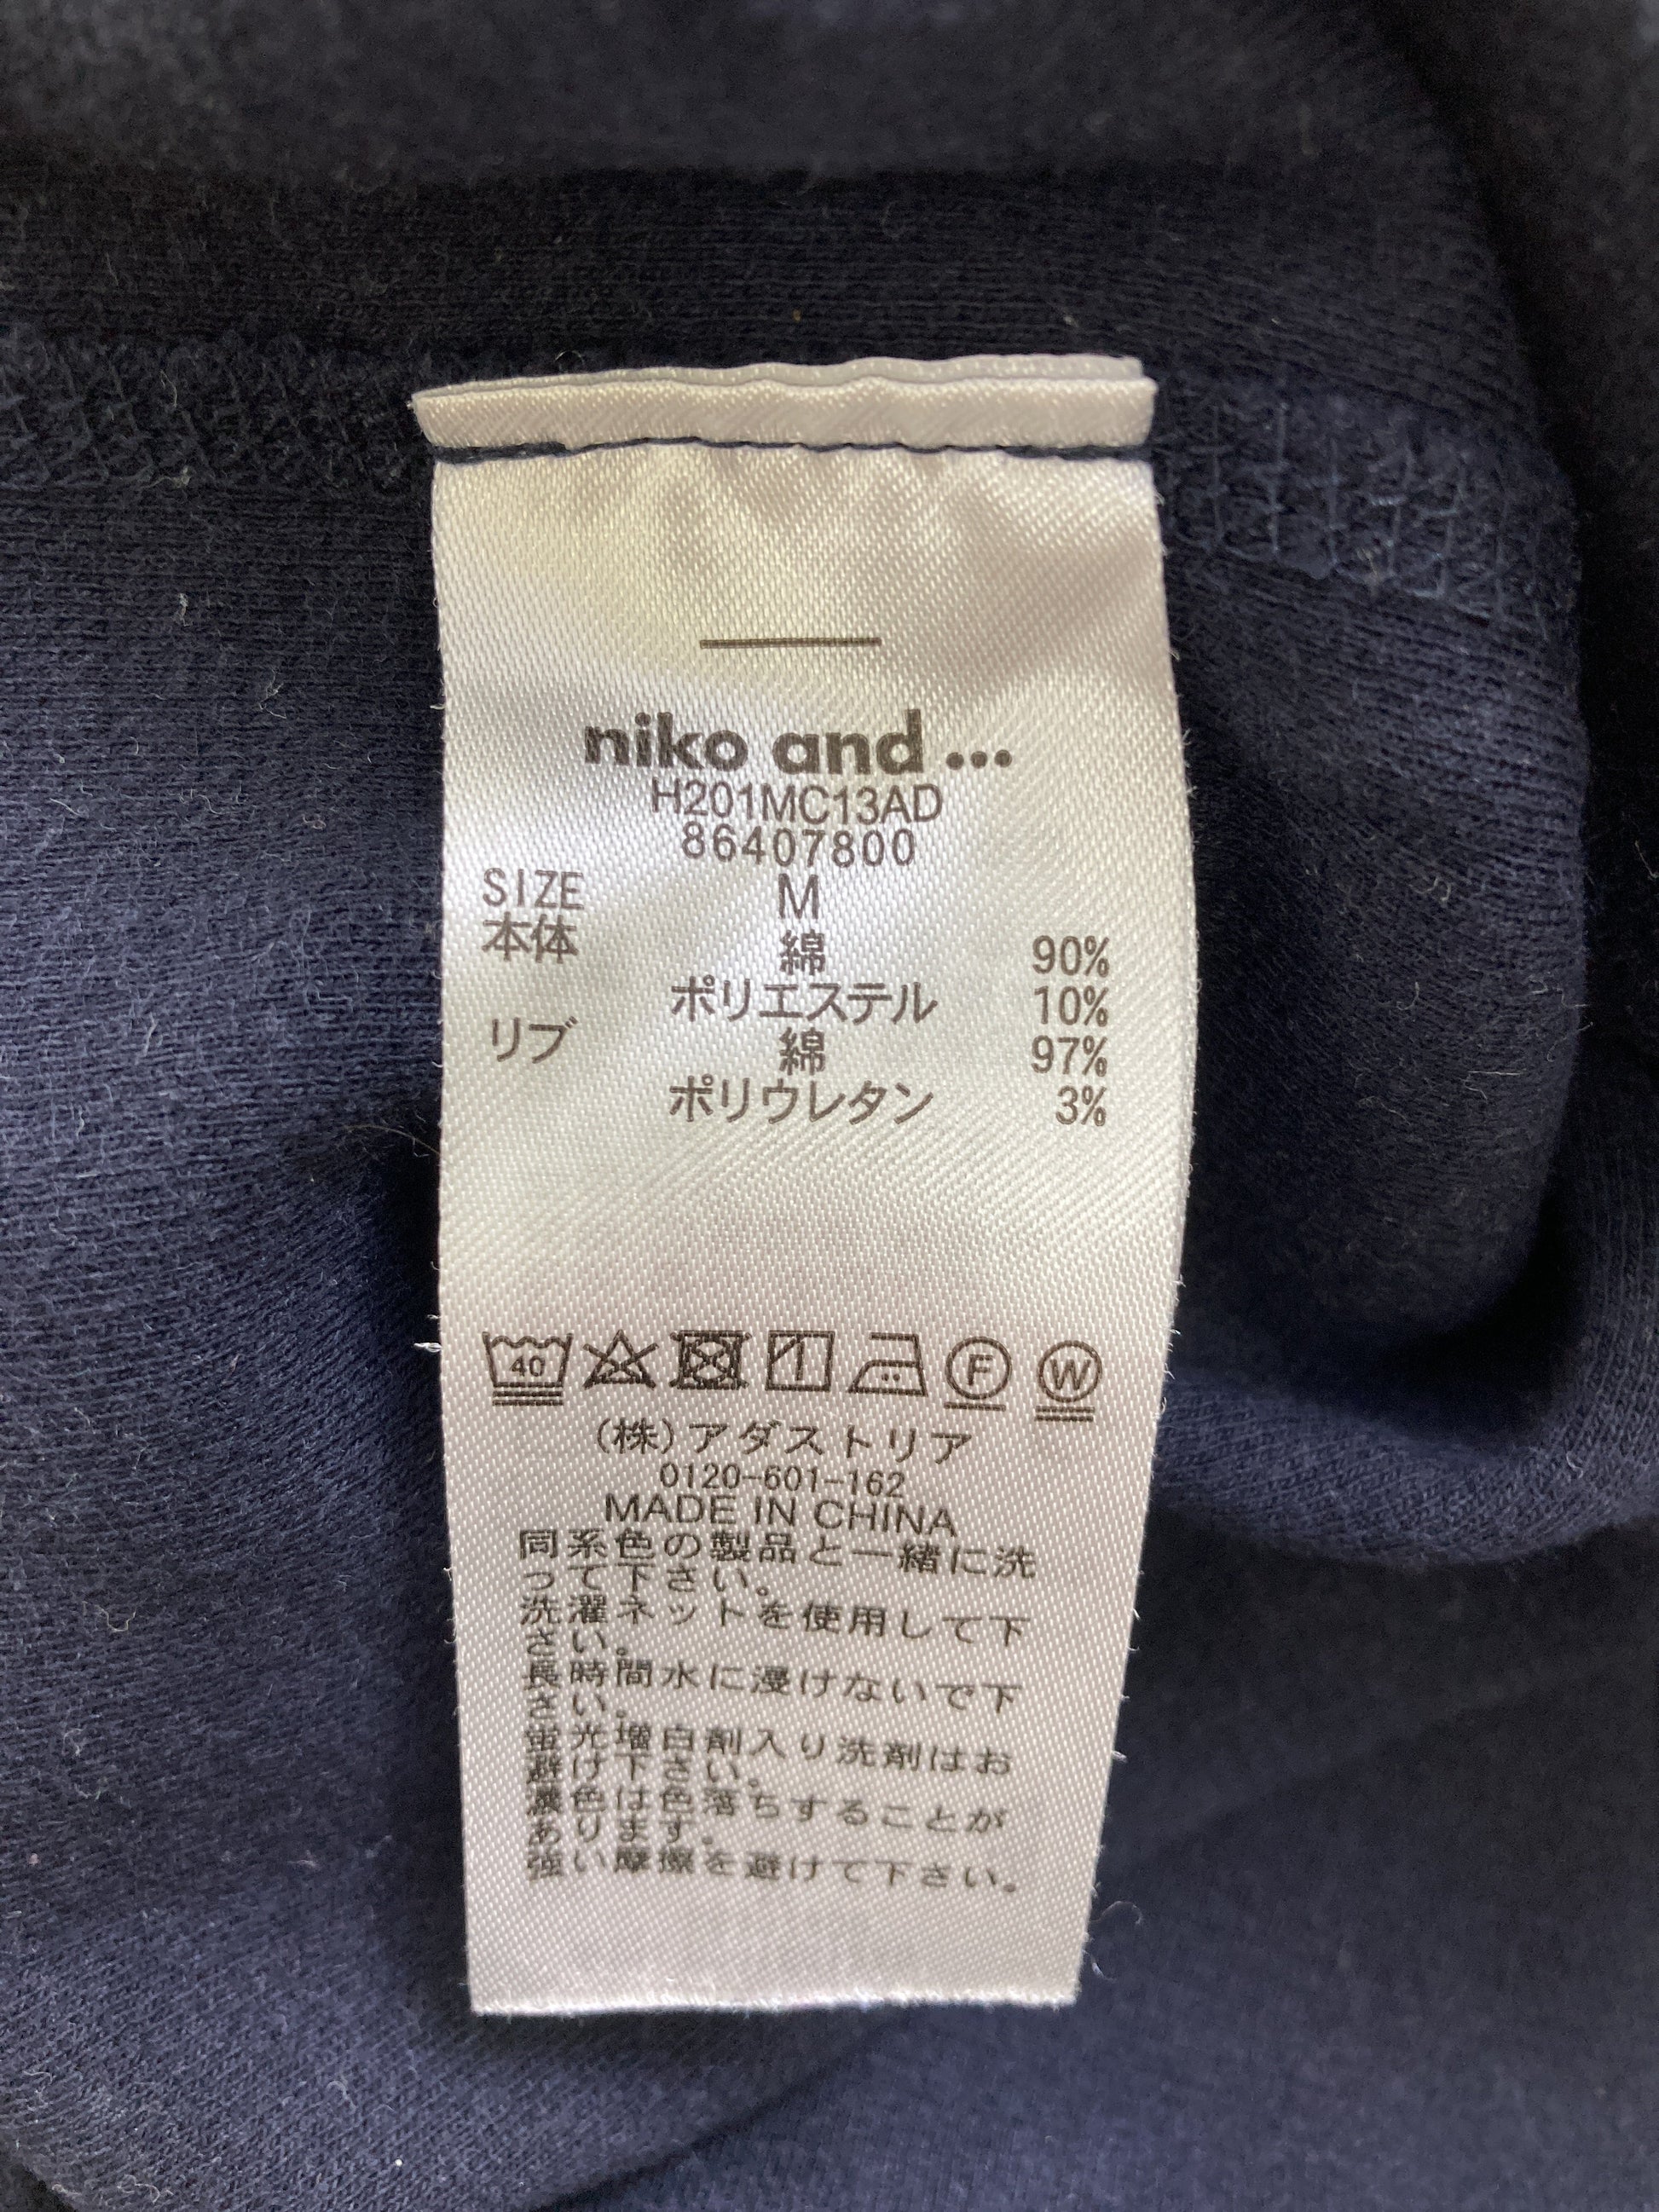 niko and ...
H201MC13AD
86407800
SIZE M
本体 綿 90%
ポリエステル 10%
リブ 綿 97%
ポリウレタン 3%
40 F W
(株)アダストリア
0120-601-162
MADE IN CHINA
同系色の製品と一緒に洗
って下さい。
洗濯ネットを使用して下
さい。
長時間水に浸けないで下
さい。
蛍光増白剤入り洗剤はお
避け下さい。
濃色は色落ちすることが
あります。
強い摩擦を避けて下さい。